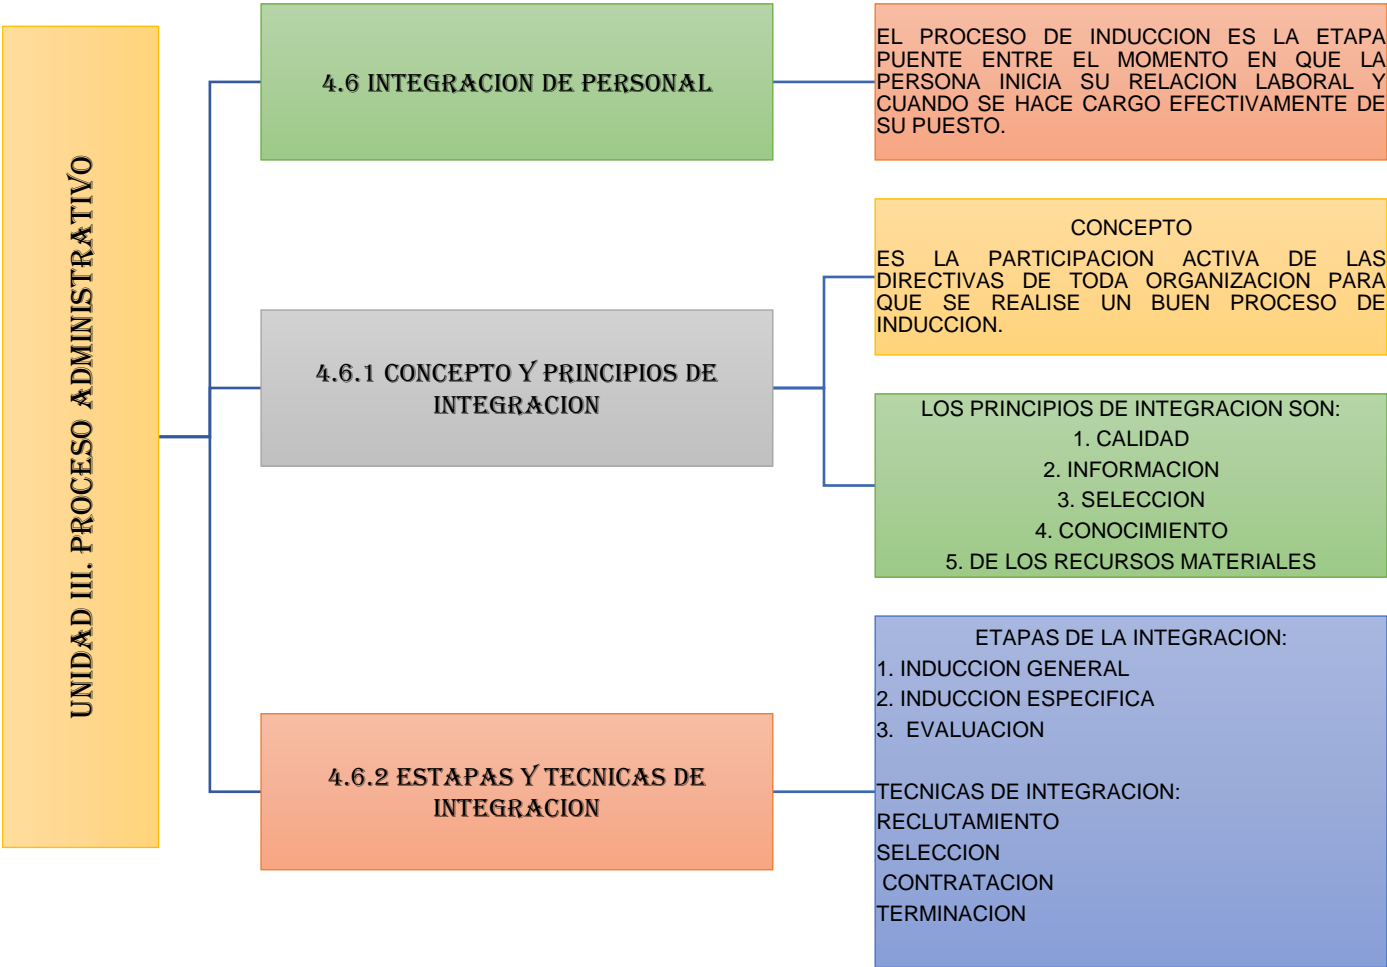 UNIDAD III. PROCESO ADMINISTRATIVO
4.6 INTEGRACION DE PERSONAL
EL PROCESO DE INDUCCION ES LA ETAPA
PUENTE ENTRE EL MOMENTO EN QUE LA
PERSONA INICIA SU RELACION LABORAL Y
CUANDO SE HACE CARGO EFECTIVAMENTE DE
SU PUESTO.
4.6.1 CONCEPTO Y PRINCIPIOS DE
INTEGRACION
CONCEPTO
ES LA PARTICIPACION ACTIVA DE LAS
DIRECTIVAS DE TODA ORGANIZACION PARA
QUE SE REALISE UN BUEN PROCESO DE
INDUCCION.
LOS PRINCIPIOS DE INTEGRACION SON:
1. CALIDAD
2. INFORMACION
3. SELECCION
4. CONOCIMIENTO
5. DE LOS RECURSOS MATERIALES
4.6.2 ESTAPAS Y TECNICAS DE
INTEGRACION
ETAPAS DE LA INTEGRACION:
1. INDUCCION GENERAL
2. INDUCCION ESPECIFICA
3. EVALUACION
TECNICAS DE INTEGRACION:
RECLUTAMIENTO
SELECCION
CONTRATACION
TERMINACION